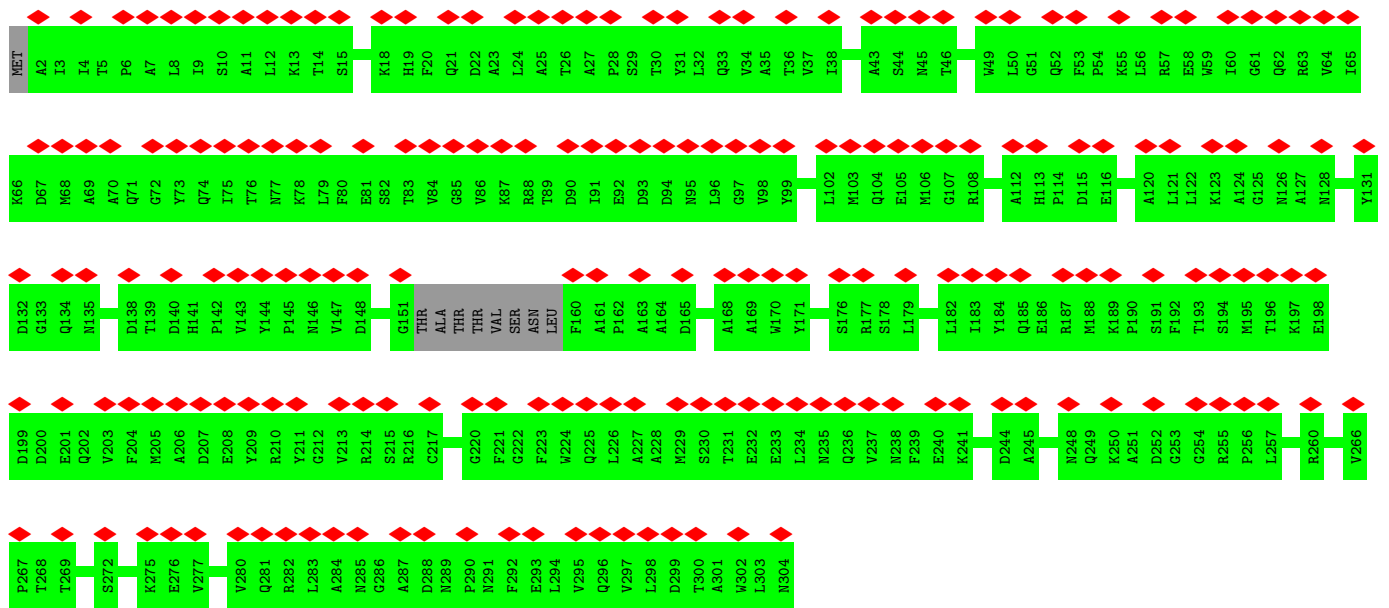 MET A2 I3 I4 T5 P6 A7 L8 I9 S10 A11 L12 K13 T14 S15 K18 H19 F20 Q21 D22 A23 L24 A25 T26 A27 P28 S29 T30 Y31 L32 Q33 V34 A35 T36 V37 I38 A43 S44 N45 T46 W49 L50 G51 Q52 F53 P54 K55 L56 R57 E58 W59 I60 G61 Q62 R63 V64 I65
K66 D67 M68 A69 A70 Q71 G72 Y73 Q74 I75 T76 N77 K78 L79 F80 E81 S82 T83 V84 G85 V86 K87 R88 T89 D90 I91 E92 D93 D94 N95 L96 G97 V98 Y99 L102 M103 Q104 E105 M106 G107 R108 A112 H113 P114 D115 E116 A120 L121 L122 K123 A124 G125 N126 A127 N128 Y131
D132 G133 Q134 N135 D138 T139 D140 H141 P142 V143 Y144 P145 N146 V147 D148 G151 THR ALA THR THR VAL SER ASN LEU F160 A161 P162 A163 A164 D165 A168 A169 W170 Y171 S176 R177 S178 L179 L182 I183 Y184 Q185 E186 R187 M188 K189 P190 S191 F192 T193 S194 M195 T196 K197 E198
D199 D200 E201 Q202 V203 F204 M205 A206 D207 E208 Y209 R210 Y211 G212 V213 R214 S215 R216 C217 G220 F221 G222 F223 W224 Q225 L226 A227 A228 M229 S230 T231 E232 E233 L234 N235 Q236 V237 N238 F239 E240 K241 D244 A245 N248 Q249 K250 A251 D252 G253 G254 R255 P256 L257 R260 V266
P267 T268 T269 S272 K275 E276 V277 V280 Q281 R282 L283 A284 N285 G286 A287 D288 N289 P290 N291 F292 E293 L294 V295 Q296 V297 L298 D299 T300 A301 W302 L303 N304